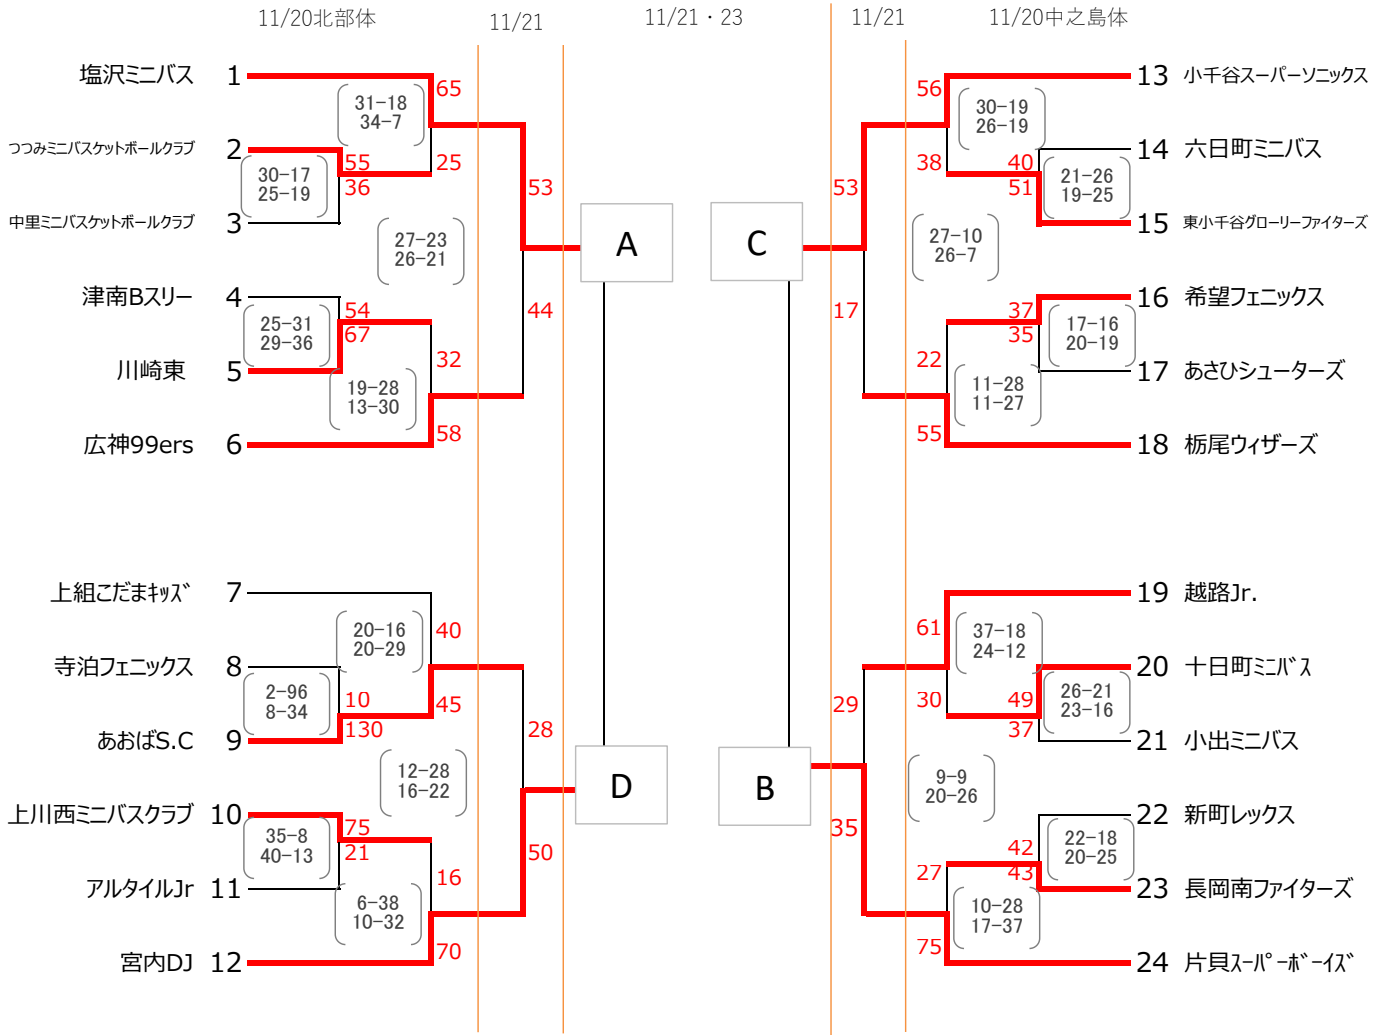 11/20北部体
11/21
11/21・23
11/21
11/20中之島体
塩沢ミニバス 1
65
31-18
34-7
つつみミニバスケットボールクラブ 2
55
36
25
30-17
25-19
中里ミニバスケットボールクラブ 3
53
27-23
26-21
A
津南Bスリー 4
54
67
25-31
29-36
川崎東 5
44
32
19-28
13-30
広神99ers 6
58
上組こだまキッズ 7
40
20-16
20-29
寺泊フェニックス 8
10
130
45
2-96
8-34
あおばS.C 9
28
12-28
16-22
D
上川西ミニバスクラブ 10
75
21
35-8
40-13
アルタイルJr 11
50
16
6-38
10-32
宮内DJ 12
70
13 小千谷スーパーソニックス
56
30-19
26-19
14 六日町ミニバス
38
40
51
21-26
19-25
15 東小千谷グローリーファイターズ
53
27-10
26-7
C
16 希望フェニックス
37
35
17-16
20-19
17 あさひシューターズ
17
22
11-28
11-27
18 栃尾ウィザーズ
55
19 越路Jr.
61
37-18
24-12
20 十日町ミニバス
30
49
37
26-21
23-16
21 小出ミニバス
29
9-9
20-26
B
22 新町レックス
42
43
22-18
20-25
23 長岡南ファイターズ
35
27
10-28
17-37
24 片貝スーパーボーイズ
75